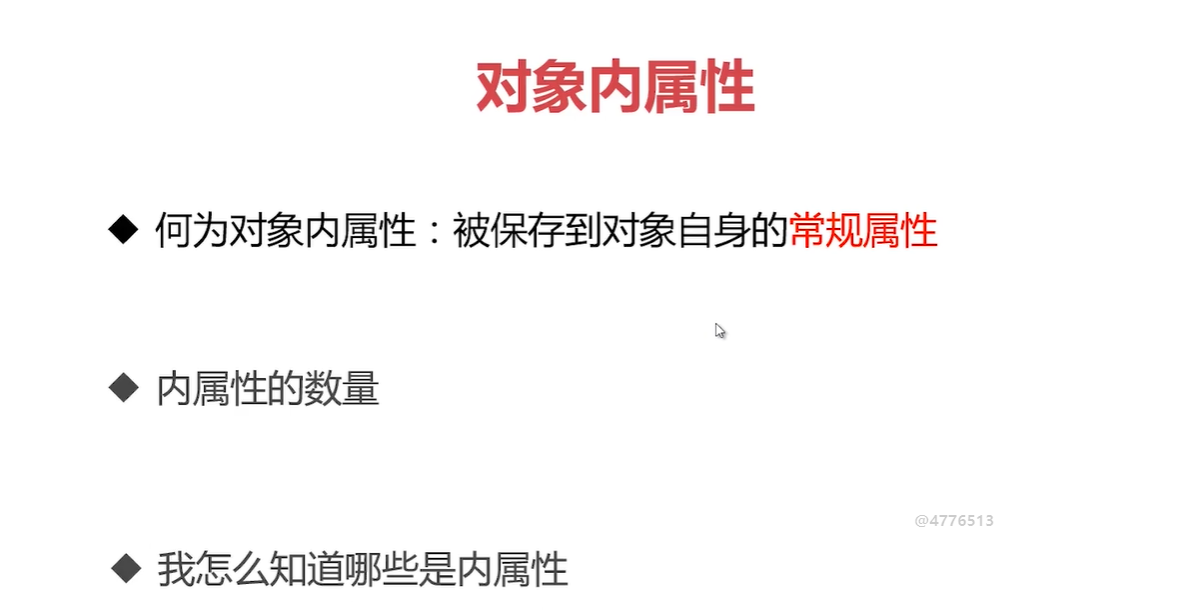 对象内属性
◆ 何为对象内属性：被保存到对象自身的常规属性
◆ 内属性的数量
@4776513
◆ 我怎么知道哪些是内属性